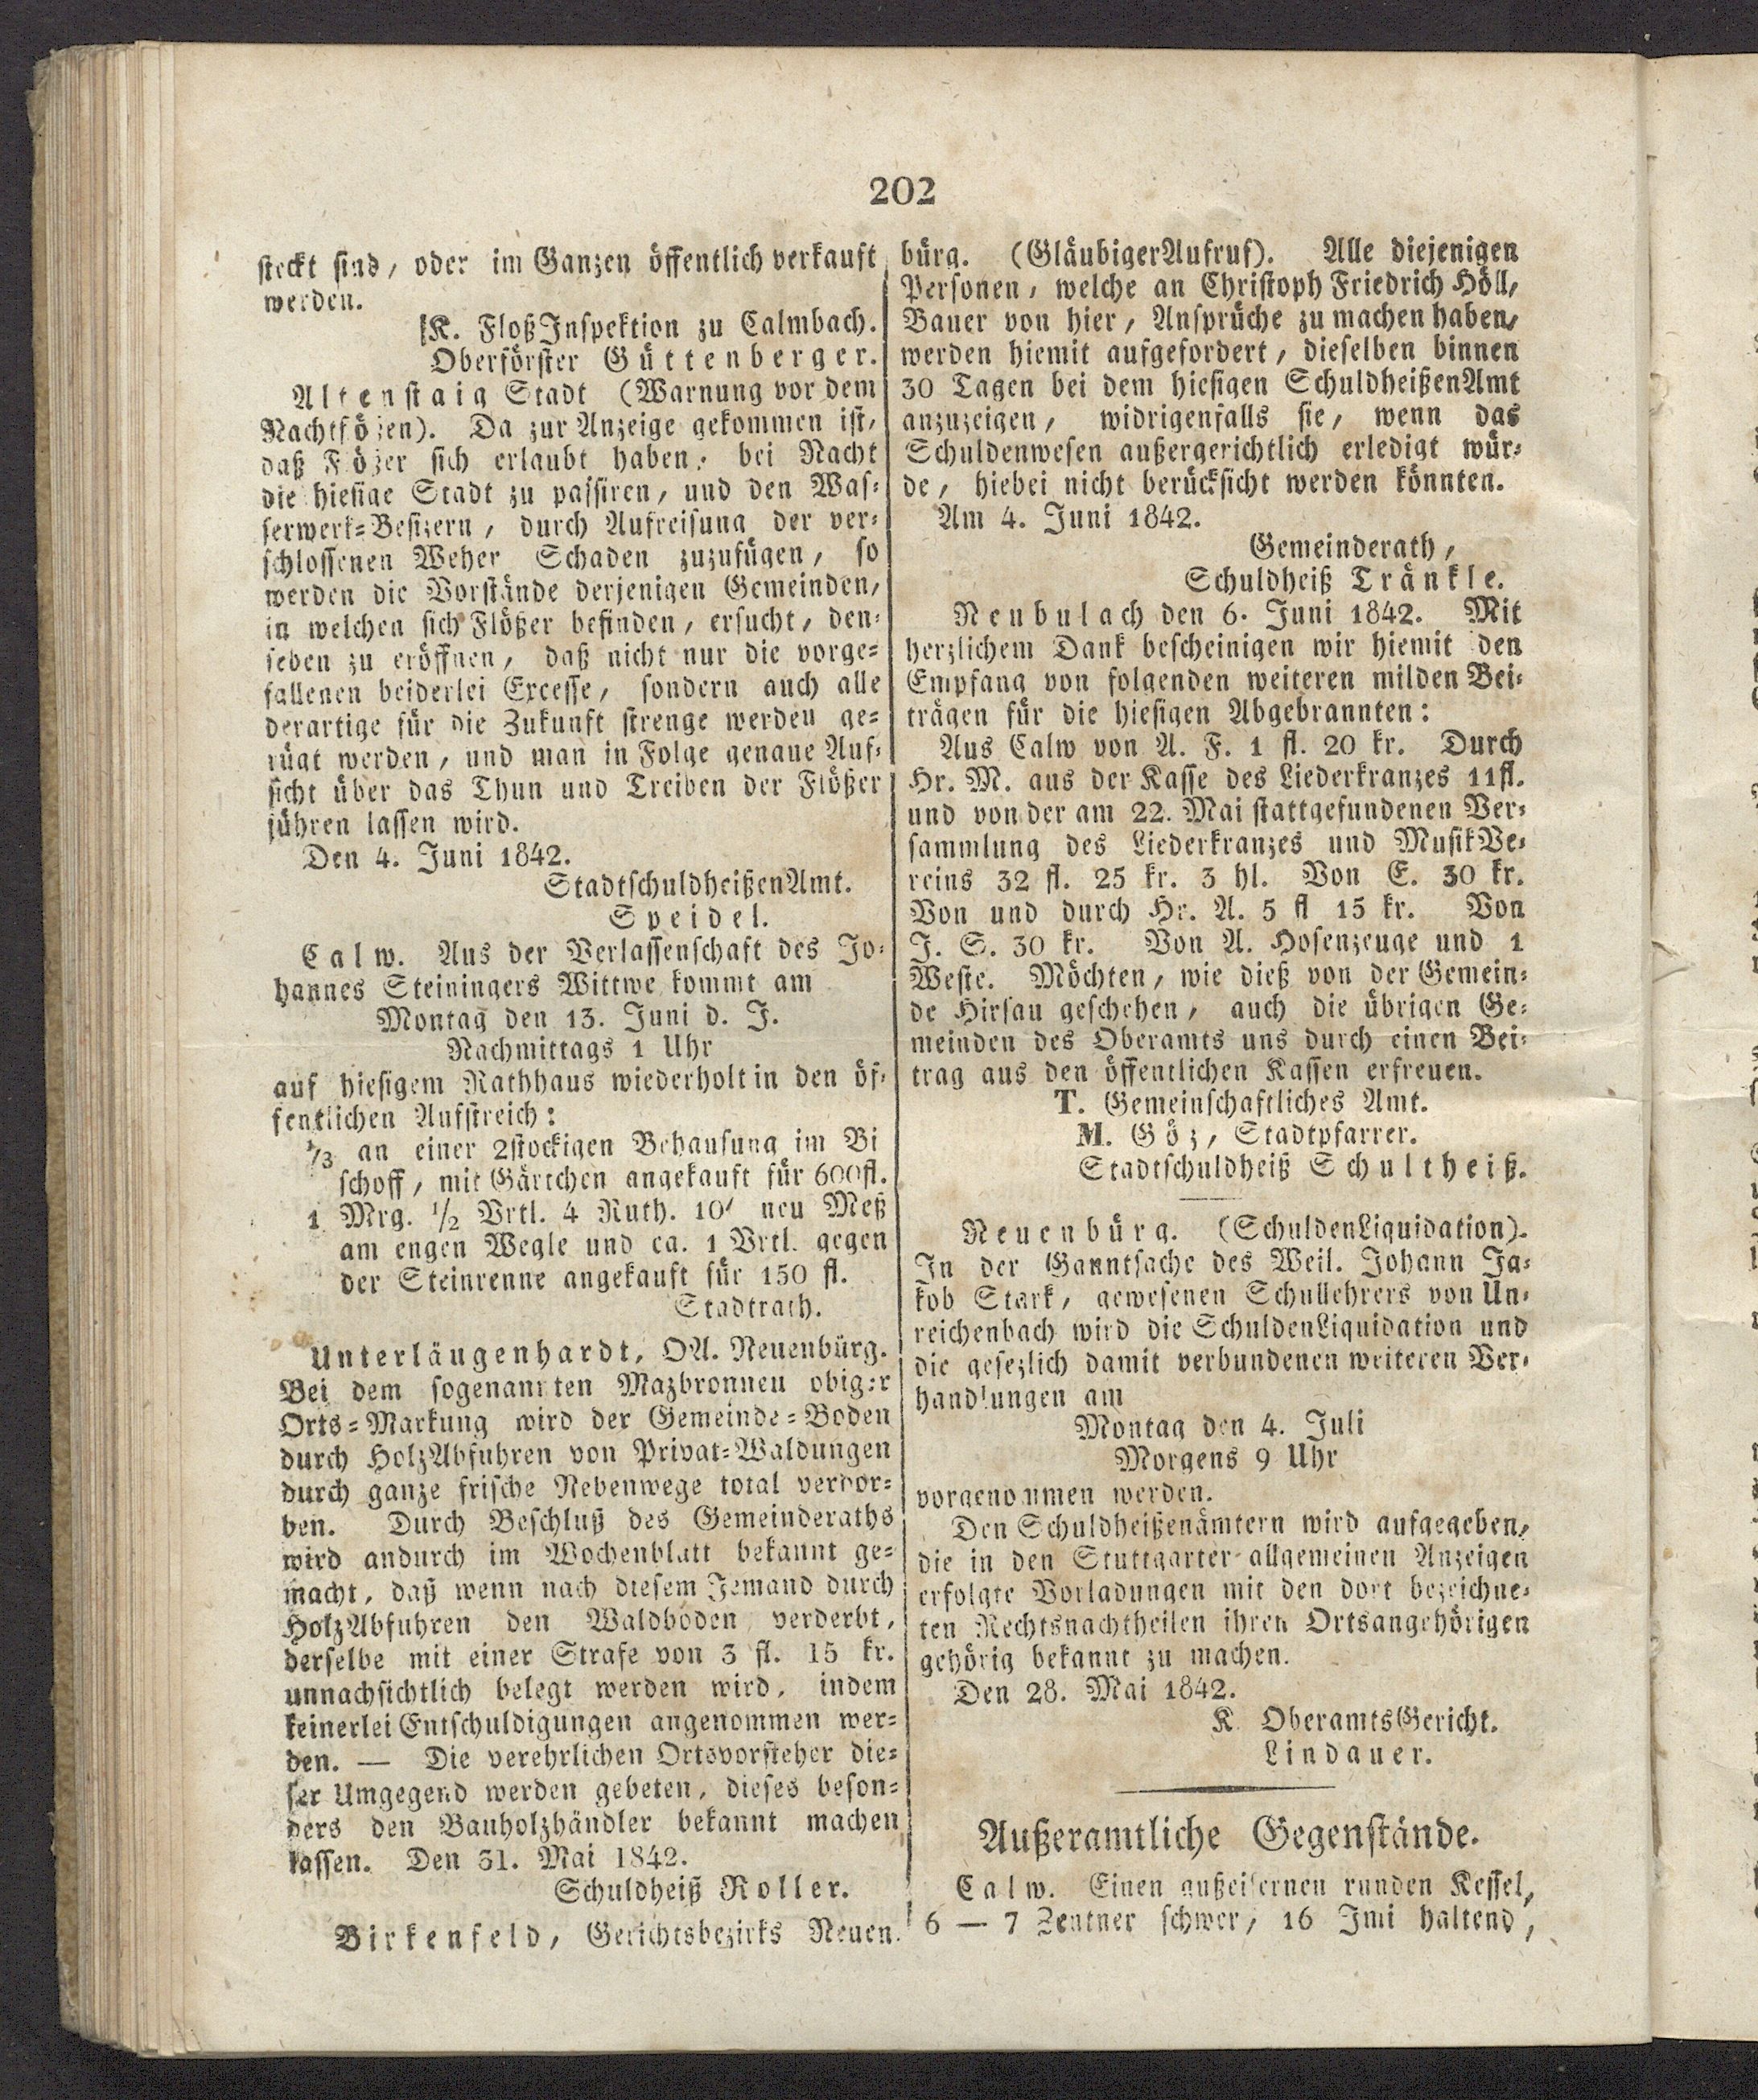 202
steckt sind, oder im Ganzen öffentlich verkauft
werden.
K. FloßInspektion zu Calmbach.
Oberförster Güttenberger.
Altenstaig Stadt (Warnung vor dem
Nachtflößen). Da zur Anzeige gekommen ist,
daß Flößer sich erlaubt haben, bei Nacht
die hiesige Stadt zu passiren, und den Was-
serwerk-Besizern, durch Aufreisung der ver-
schlossenen Weher Schaden zuzufügen, so
werden die Vorstände derjenigen Gemeinden,
in welchen sich Flößer befinden, ersucht, den-
seben zu eröffnen, daß nicht nur die vorge-
fallenen beiderlei Excesse, sondern auch alle
derartige für die Zukunft strenge werden ge-
rügt werden, und man in Folge genaue Auf-
sicht über das Thun und Treiben der Flößer
führen lassen wird.
Den 4. Juni 1842.
StadtschuldheißenAmt.
Speidel.
Calw. Aus der Verlassenschaft des Jo-
hannes Steiningers Wittwe kommt am
Montag den 13. Juni d. J.
Nachmittags 1 Uhr
auf hiesigem Rathhaus wiederholt in den öf-
fentlichen Aufstreich:
1/3 an einer 2stockigen Behausung im Bi
schoff, mit Gärtchen angekauft für 600fl.
1 Mrg. 1/2 Vrtl. 4 Ruth. 10' neu Meß
am engen Wegle und ca. 1 Vrtl. gegen
der Steinrenne angekauft für 150 fl.
Stadtrath.
Unterlängenhardt, OA. Neuenbürg.
Bei dem sogenannten Mazbronnen obiger
Orts-Markung wird der Gemeinde-Boden
durch HolzAbfuhren von Privat-Waldungen
durch ganze frische Nebenwege total verdor-
ben. Durch Beschluß des Gemeinderaths
wird andurch im Wochenblatt bekannt ge-
macht, daß wenn nach diesem Jemand durch
HolzAbfuhren den Waldboden verderbt,
derselbe mit einer Strafe von 3 fl. 15 kr.
unnachsichtlich belegt werden wird, indem
keinerlei Entschuldigungen angenommen wer-
den. — Die verehrlichen Ortsvorsteher die-
ser Umgegend werden gebeten, dieses beson-
ders den Bauholzhändler bekannt machen
lassen. Den 31. Mai 1842.
Schuldheiß Roller.
Birkenfeld, Gerichtsbezirks Neuen-
bürg. (GläubigerAufruf). Alle diejenigen
Personen, welche an Christoph Friedrich Höll,
Bauer von hier, Ansprüche zu machen haben,
werden hiemit aufgefordert, dieselben binnen
30 Tagen bei dem hiesigen SchuldheißenAmt
anzuzeigen, widrigenfalls sie, wenn das
Schuldenwesen außergerichtlich erledigt wür-
de, hiebei nicht berücksicht werden könnten.
Am 4. Juni 1842.
Gemeinderath,
Schuldheiß Tränkle.
Neubulach den 6. Juni 1842. Mit
herzlichem Dank bescheinigen wir hiemit den
Empfang von folgenden weiteren milden Bei-
trägen für die hiesigen Abgebrannten:
Aus Calw von A. F. 1 fl. 20 kr. Durch
Hr. M. aus der Kasse des Liederkranzes 11fl.
und von der am 22. Mai stattgefundenen Ver-
sammlung des Liederkranzes und MusikVe-
reins 32 fl. 25 kr. 3 hl. Von E. 30 kr.
Von und durch Hr. A. 5 fl 15 kr. Von
J. S. 30 kr. Von A. Hosenzeuge und 1
Weste. Möchten, wie dieß von der Gemein-
de Hirsau geschehen, auch die übrigen Ge-
meinden des Oberamts uns durch einen Bei-
trag aus den öffentlichen Kassen erfreuen.
T. Gemeinschaftliches Amt.
M. Göz, Stadtpfarrer.
Stadtschuldheiß Schultheiß.
Neuenbürg. (SchuldenLiquidation).
In der Ganntsache des Weil. Johann Ja-
kob Stark, gewesenen Schullehrers von Un-
reichenbach wird die SchuldenLiquidation und
die gesezlich damit verbundenen weiteren Ver-
handlungen am
Montag den 4. Juli
Morgens 9 Uhr
vorgenommen werden.
Den Schuldheißenämtern wird aufgegeben,
die in den Stuttgarter allgemeinen Anzeigen
erfolgte Vorladungen mit den dort bezeichne-
ten Rechtsnachtheilen ihren Ortsangehörigen
gehörig bekannt zu machen.
Den 28. Mai 1842.
K OberamtsGericht.
Lindauer.
Außeramtliche Gegenstände.
Calw. Einen gußeisernen runden Kessel,
6 — 7 Zentner schwer, 16 Imi haltend,